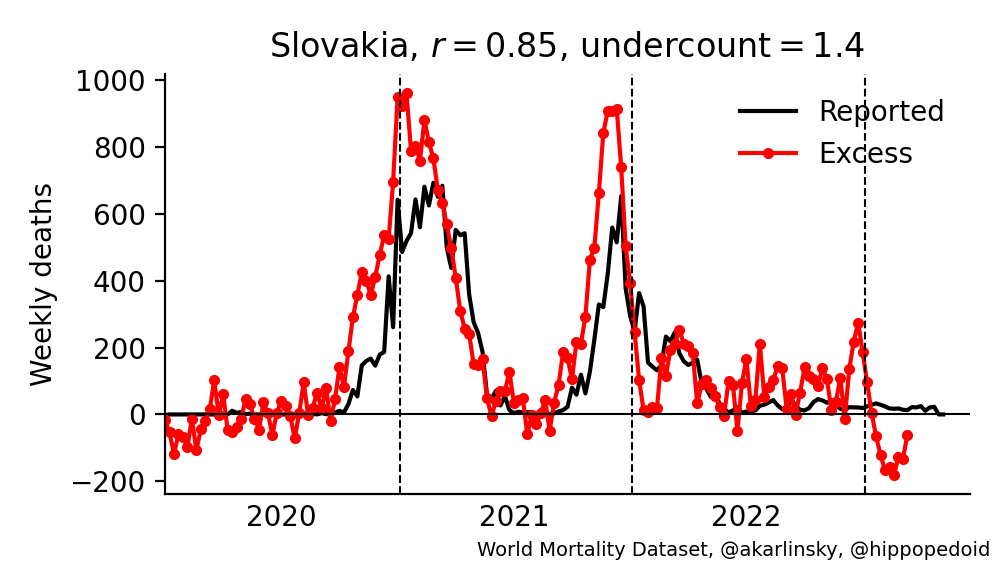 Slovakia, r = 0.85, undercount = 1.4
1000
800
600
400
200
0
−200
Weekly deaths
Reported
Excess
2020
2021
2022
World Mortality Dataset, @akarlinsky, @hippopedoid